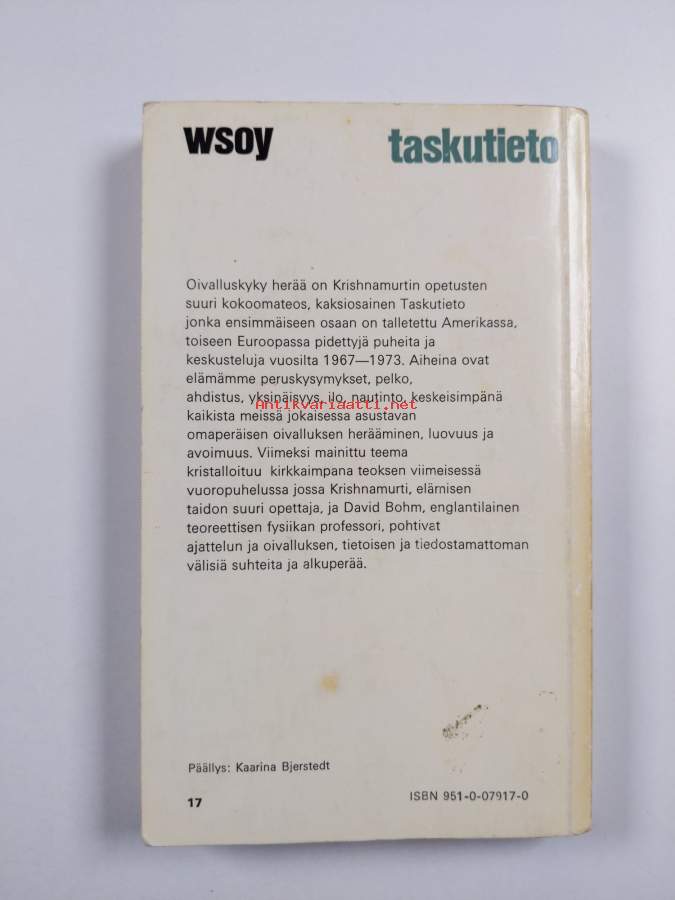 wsoy taskutieto
Oivalluskyky herää on Krishnamurtin opetusten
suuri kokoomateos, kaksiosainen Taskutieto
jonka ensimmäiseen osaan on talletettu Amerikassa,
toiseen Euroopassa pidettyjä puheita ja
keskusteluja vuosilta 1967—1973. Aiheina ovat
elämämme peruskysymykset, pelko,
ahdistus, yksinäisyys, ilo, nautinto, keskeisimpänä
Antikvariaatti.net
kaikista meissä jokaisessa asustavan
omaperäisen oivalluksen herääminen, luovuus ja
avoimuus. Viimeksi mainittu teema
kristalloituu kirkkaimpana teoksen viimeisessä
vuoropuhelussa jossa Krishnamurti, elämisen
taidon suuri opettaja, ja David Bohm, englantilainen
teoreettisen fysiikan professori, pohtivat
ajattelun ja oivalluksen, tietoisen ja tiedostamattoman
välisiä suhteita ja alkuperää.
Päällys: Kaarina Bjerstedt
17 ISBN 951-0-07917-0